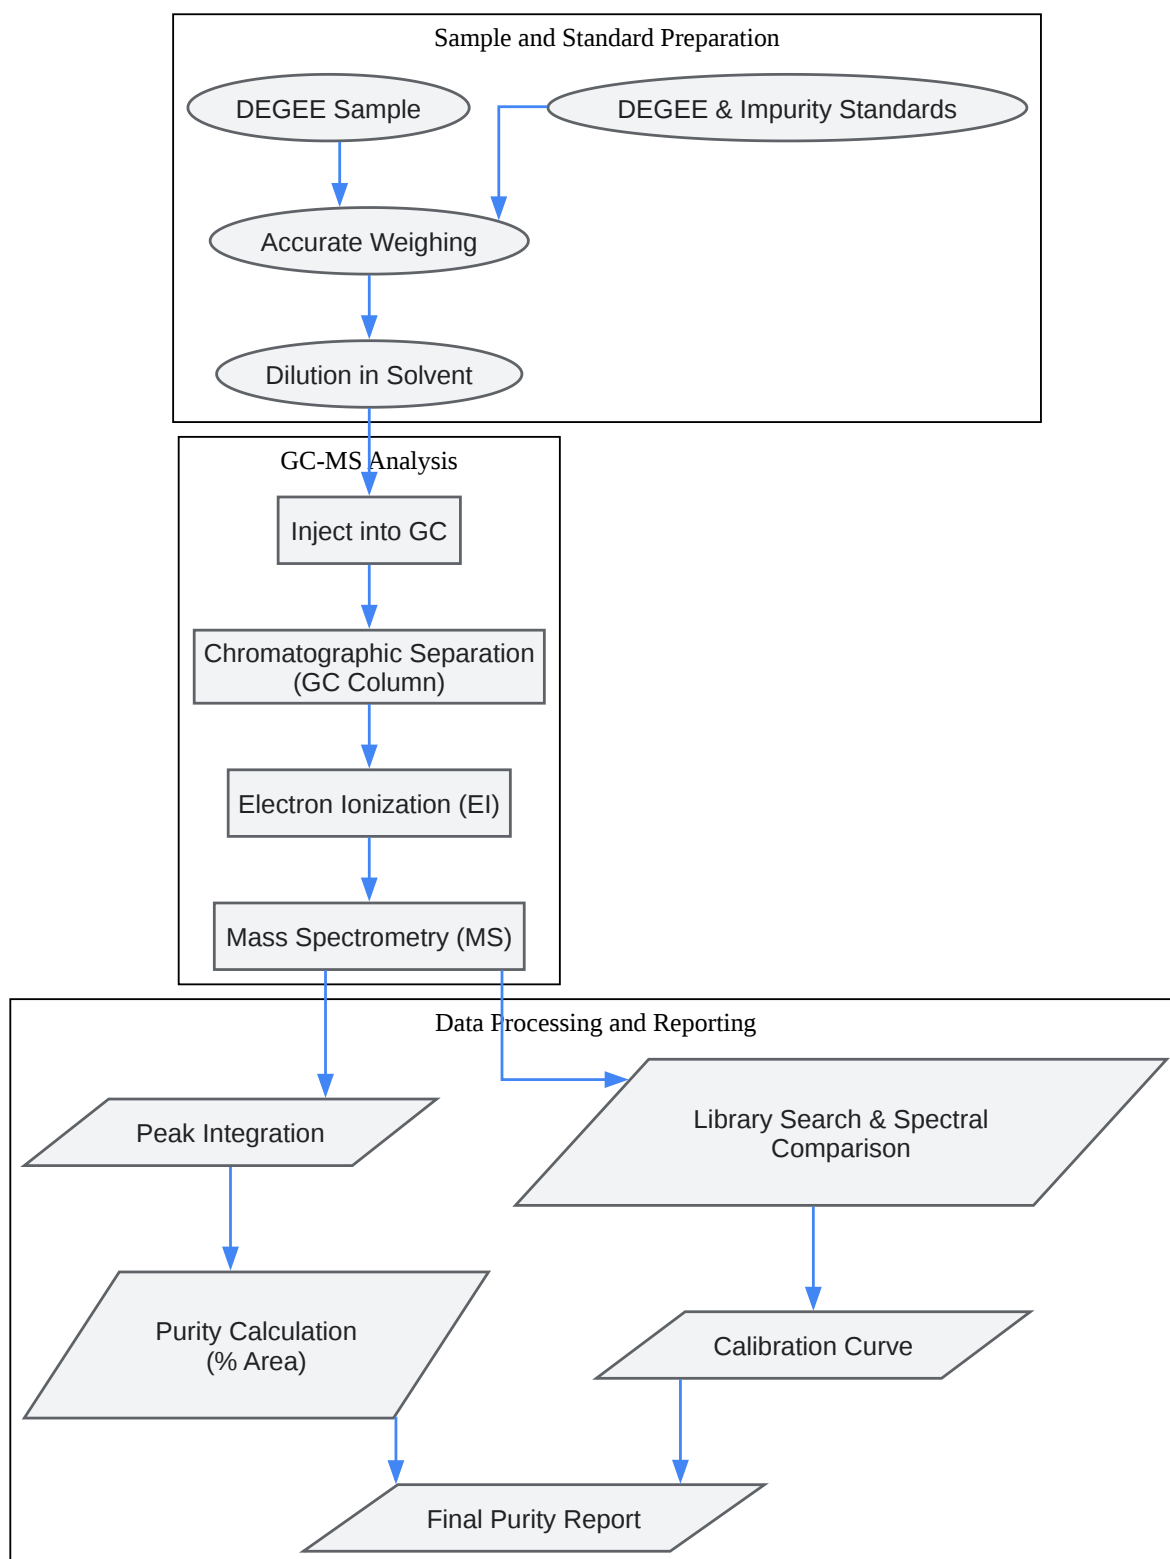 Sample and Standard Preparation
DEGEE Sample
DEGEE & Impurity Standards
Accurate Weighing
Dilution in Solvent
GC-MS Analysis
Inject into GC
Chromatographic Separation
(GC Column)
Electron Ionization (EI)
Mass Spectrometry (MS)
Data Processing and Reporting
Peak Integration
Library Search & Spectral
Comparison
Purity Calculation
(% Area)
Calibration Curve
Final Purity Report